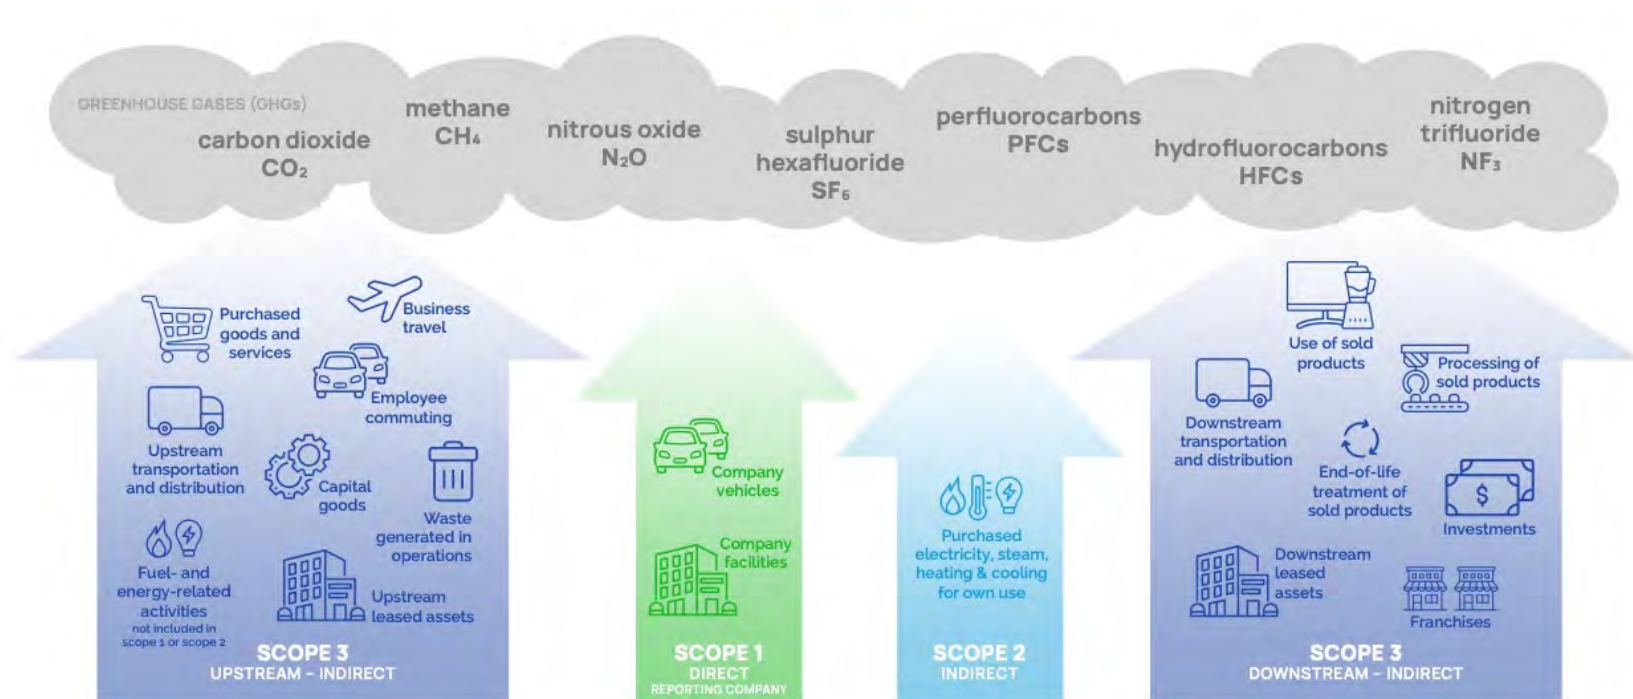 GREENHOUSE GASES (GHGs)
carbon dioxide
CO₂
methane
CH₄
nitrous oxide
N₂O
sulphur
hexafluoride
SF₆
perfluorocarbons
PFCs
hydrofluorocarbons
HFCs
nitrogen
trifluoride
NF₃
Purchased
goods and
services
Business
travel
Employee
commuting
Upstream
transportation
and distribution
Capital
goods
Waste
generated in
operations
Fuel- and
energy-related
activities
not included in
scope 1 or scope 2
Upstream
leased assets
SCOPE 3
UPSTREAM – INDIRECT
Company
vehicles
Company
facilities
SCOPE 1
DIRECT
REPORTING COMPANY
Purchased
electricity, steam,
heating & cooling
for own use
SCOPE 2
INDIRECT
Use of sold
products
Processing of
sold products
Downstream
transportation
and distribution
End-of-life
treatment of
sold products
$
Investments
Downstream
leased
assets
Franchises
SCOPE 3
DOWNSTREAM – INDIRECT